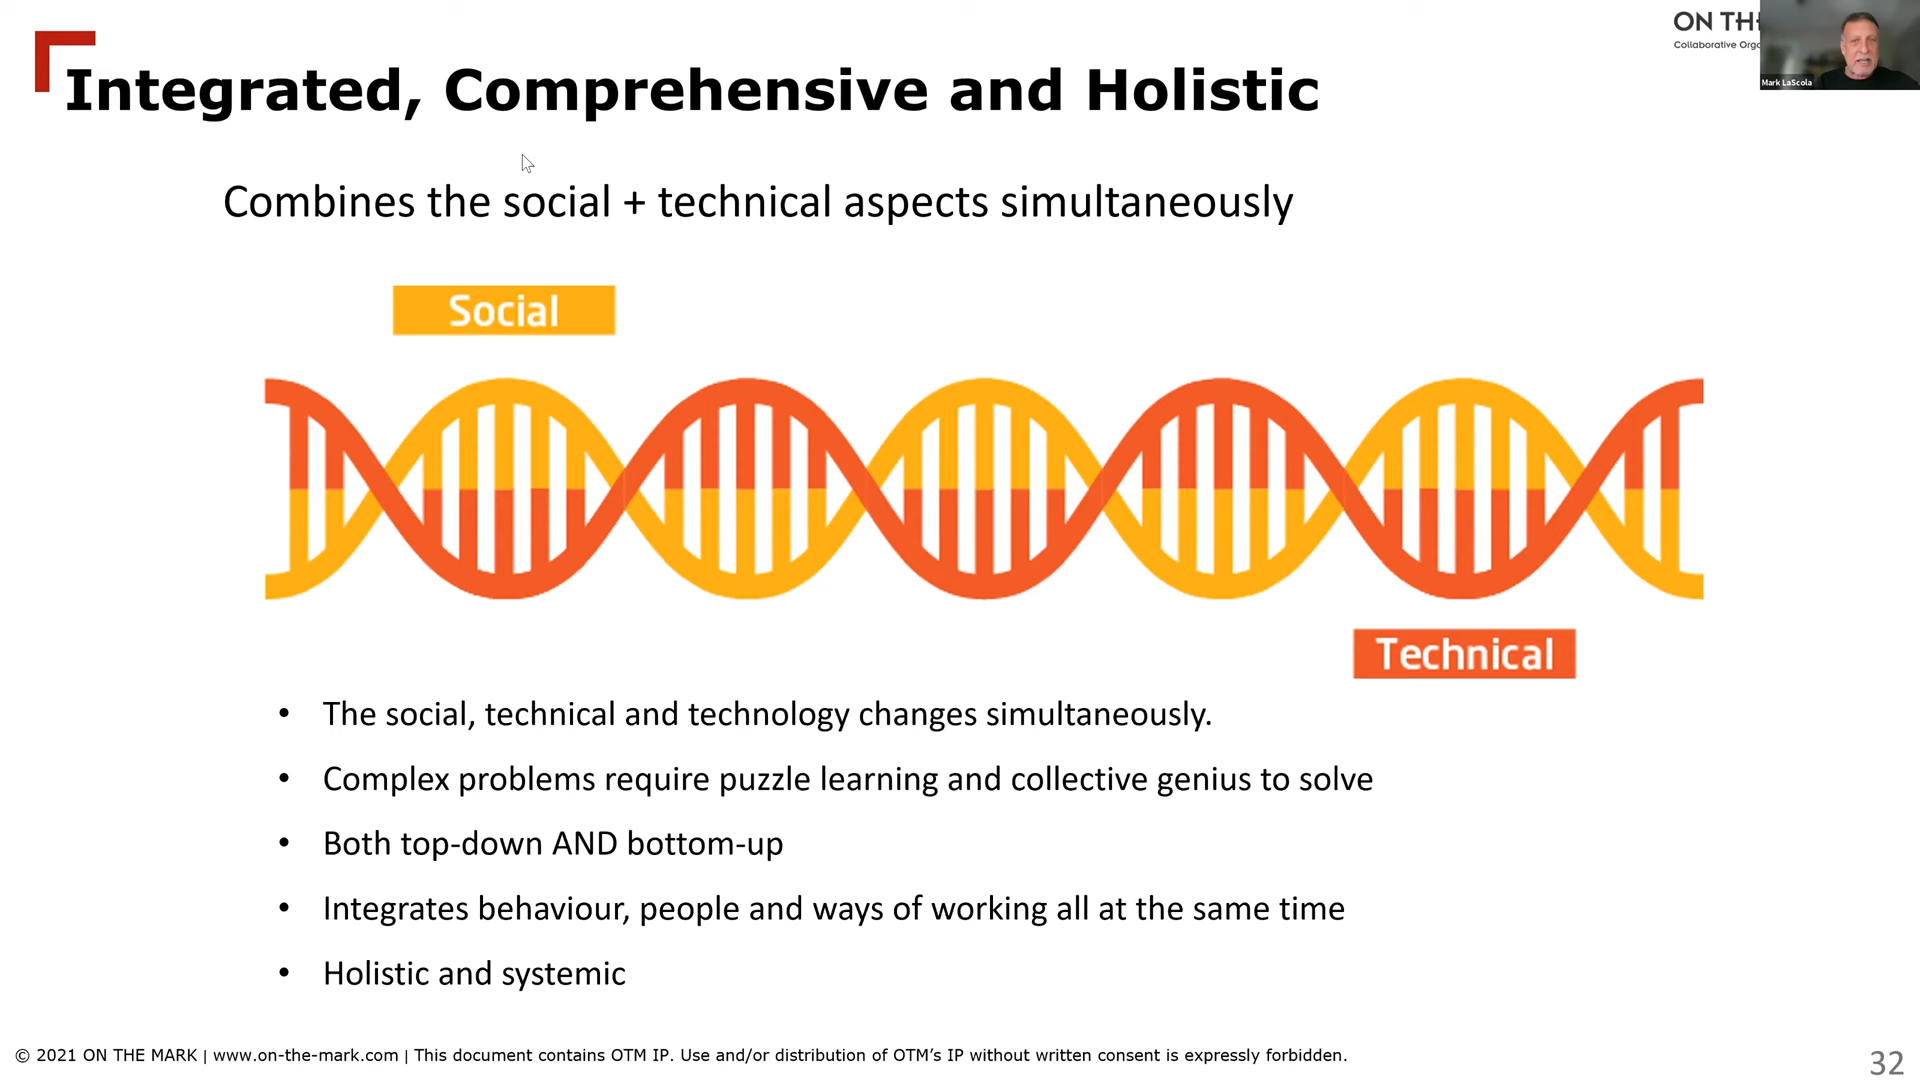 ON TH
Collaborative Orga
Mark LaScola
Integrated, Comprehensive and Holistic
Combines the social + technical aspects simultaneously
Social
Technical
• The social, technical and technology changes simultaneously.
• Complex problems require puzzle learning and collective genius to solve
• Both top-down AND bottom-up
• Integrates behaviour, people and ways of working all at the same time
• Holistic and systemic
© 2021 ON THE MARK | www.on-the-mark.com | This document contains OTM IP. Use and/or distribution of OTM’s IP without written consent is expressly forbidden.
32